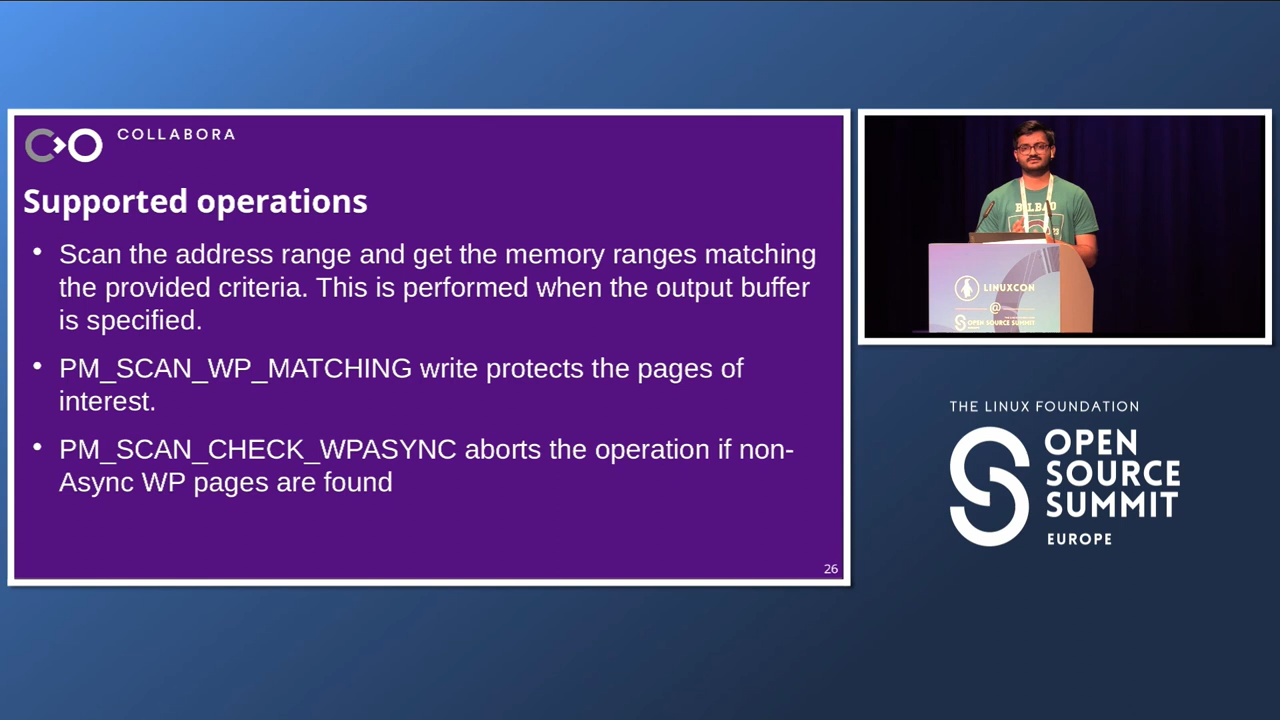 COLLABORA
Supported operations
• Scan the address range and get the memory ranges matching
the provided criteria. This is performed when the output buffer
is specified.
• PM_SCAN_WP_MATCHING write protects the pages of
interest.
• PM_SCAN_CHECK_WPASYNC aborts the operation if non-
Async WP pages are found
26
BILBAO
LINUXCON
@
OPEN SOURCE SUMMIT
THE LINUX FOUNDATION
OPEN
SOURCE
SUMMIT
EUROPE